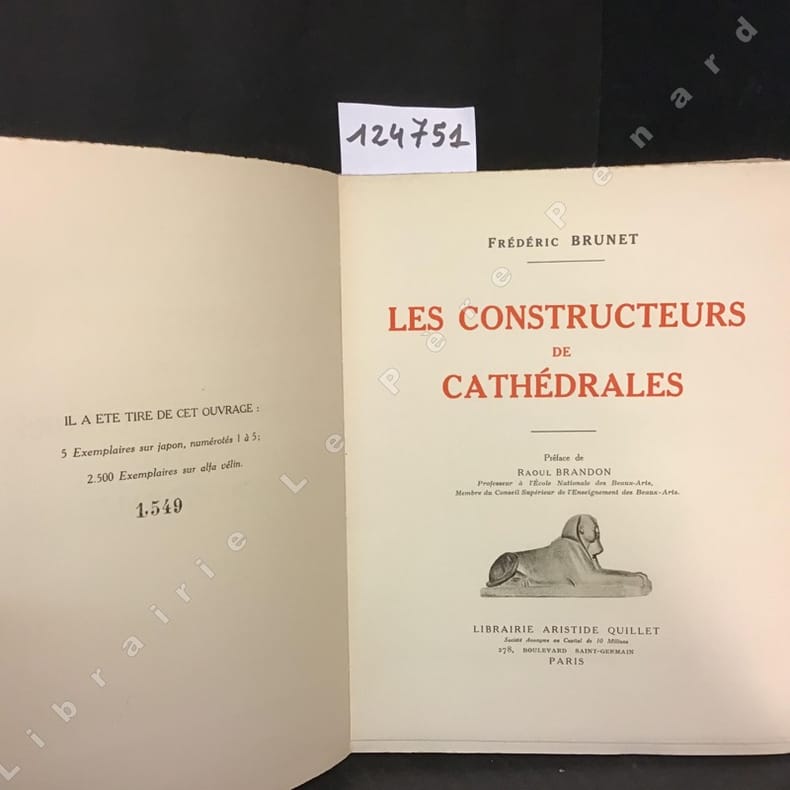 124751
IL A ETE TIRE DE CET OUVRAGE :
5 Exemplaires sur japon, numérotés 1 à 5;
2.500 Exemplaires sur alfa vélin.
1.549
FRÉDÉRIC BRUNET
LES CONSTRUCTEURS
DE
CATHÉDRALES
Préface de
RAOUL BRANDON
Professeur à l'École Nationale des Beaux-Arts,
Membre du Conseil Supérieur de l'Enseignement des Beaux-Arts.
LIBRAIRIE ARISTIDE QUILLET
Société Anonyme au Capital de 10 Millions
278, BOULEVARD SAINT-GERMAIN
PARIS
Librairie Le Père Pénard